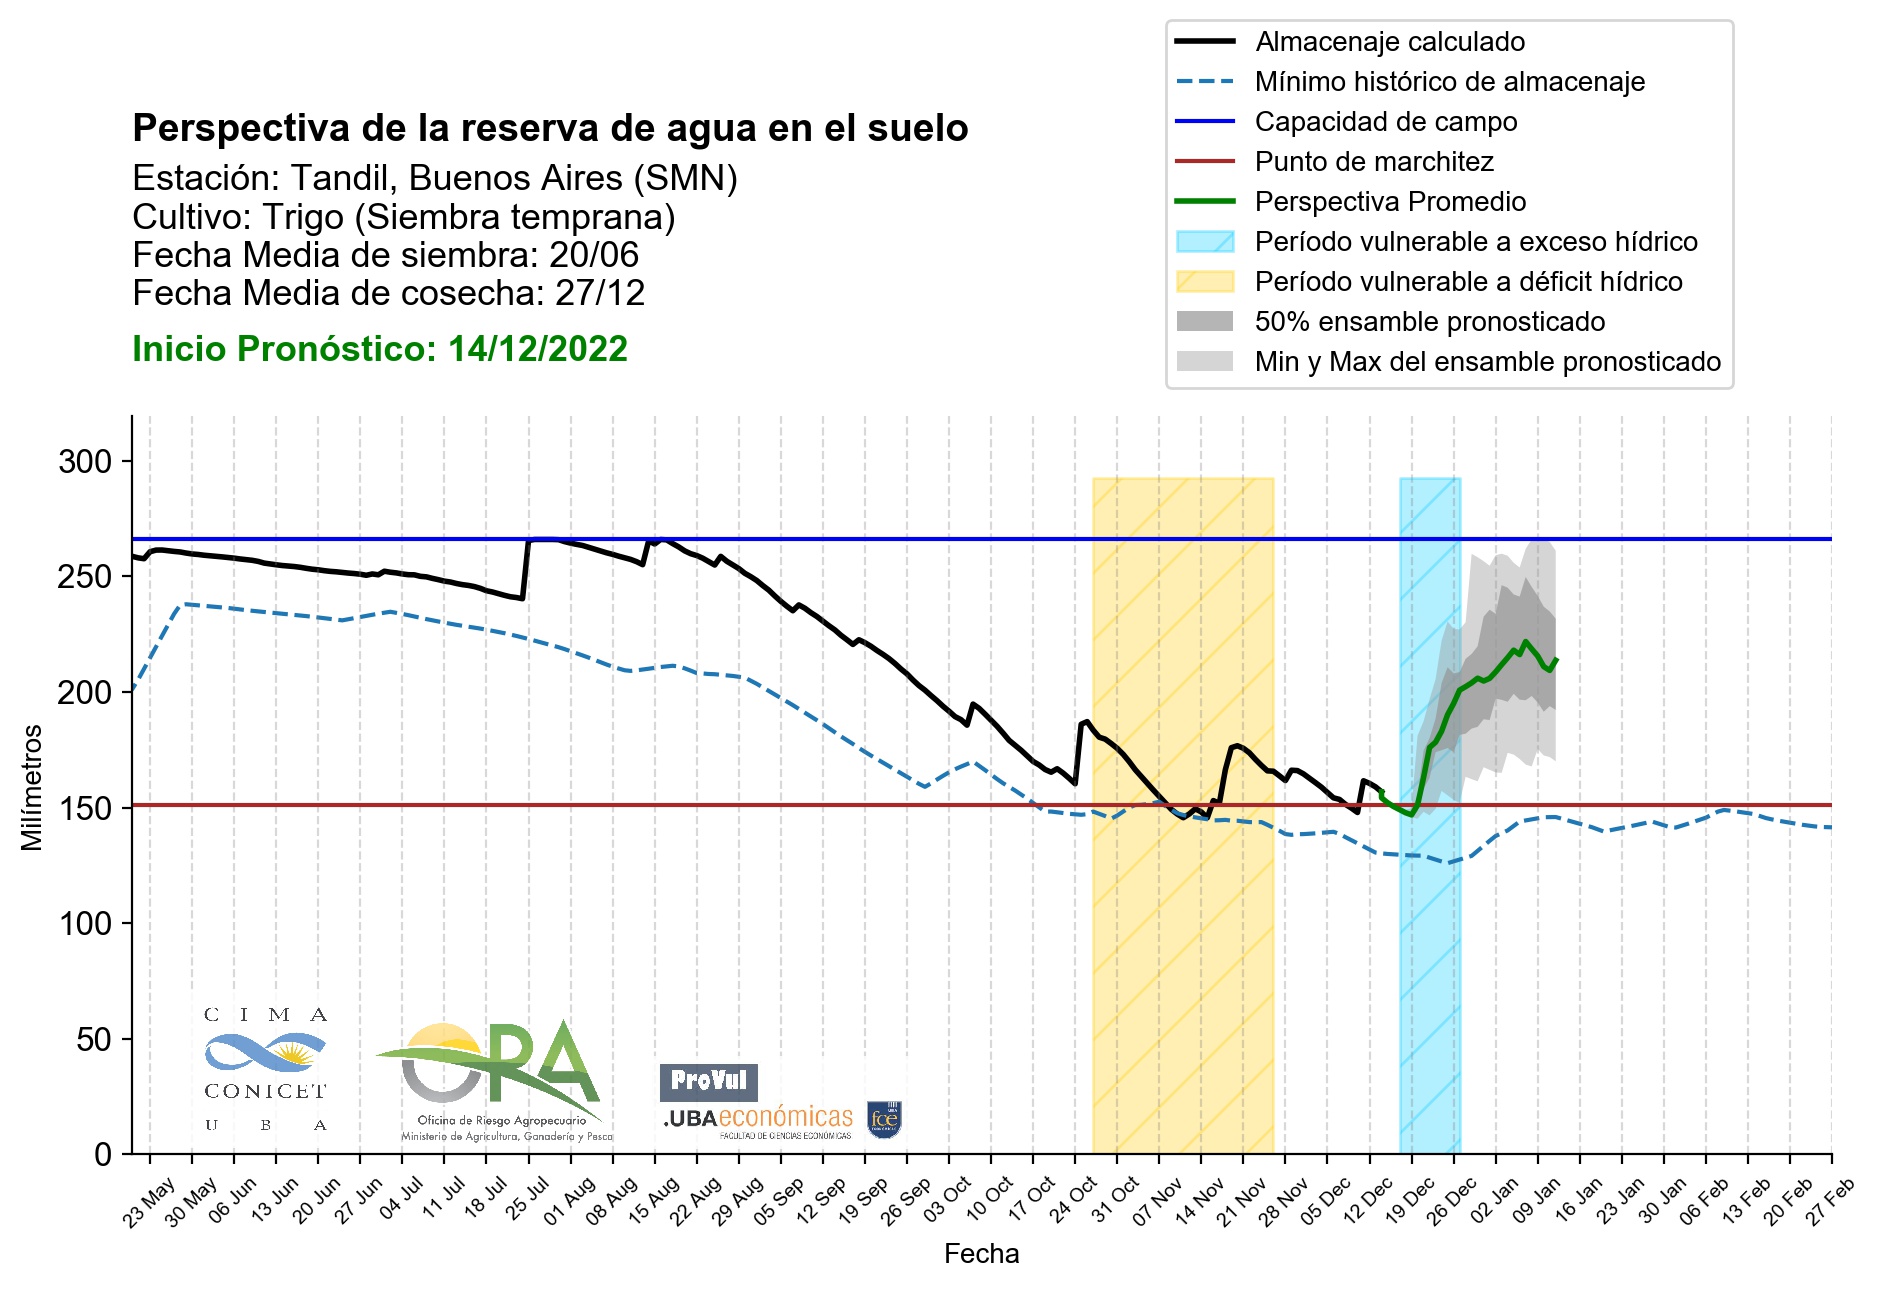 Almacenaje calculado
Mínimo histórico de almacenaje
Capacidad de campo
Punto de marchitez
Perspectiva Promedio
Período vulnerable a exceso hídrico
Período vulnerable a déficit hídrico
50% ensamble pronosticado
Min y Max del ensamble pronosticado
Perspectiva de la reserva de agua en el suelo
Estación: Tandil, Buenos Aires (SMN)
Cultivo: Trigo (Siembra temprana)
Fecha Media de siembra: 20/06
Fecha Media de cosecha: 27/12
Inicio Pronóstico: 14/12/2022
Milímetros
300
250
200
150
100
50
0
C I M A
CONICET
U B A
ORA
Oficina de Riesgo Agropecuario
Ministerio de Agricultura, Ganadería y Pesca
ProVul
.UBAeconómicas
FACULTAD DE CIENCIAS ECONÓMICAS
fce
23 May 30 May 06 Jun 13 Jun 20 Jun 27 Jun 04 Jul 11 Jul 18 Jul 25 Jul 01 Aug 08 Aug 15 Aug 22 Aug 29 Aug 05 Sep 12 Sep 19 Sep 26 Sep 03 Oct 10 Oct 17 Oct 24 Oct 31 Oct 07 Nov 14 Nov 21 Nov 28 Nov 05 Dec 12 Dec 19 Dec 26 Dec 02 Jan 09 Jan 16 Jan 23 Jan 30 Jan 06 Feb 13 Feb 20 Feb 27 Feb
Fecha